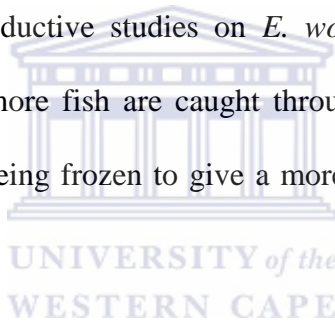 ductive studies on E. wo
ore fish are caught throu
eing frozen to give a more
UNIVERSITY of the
WESTERN CAPE